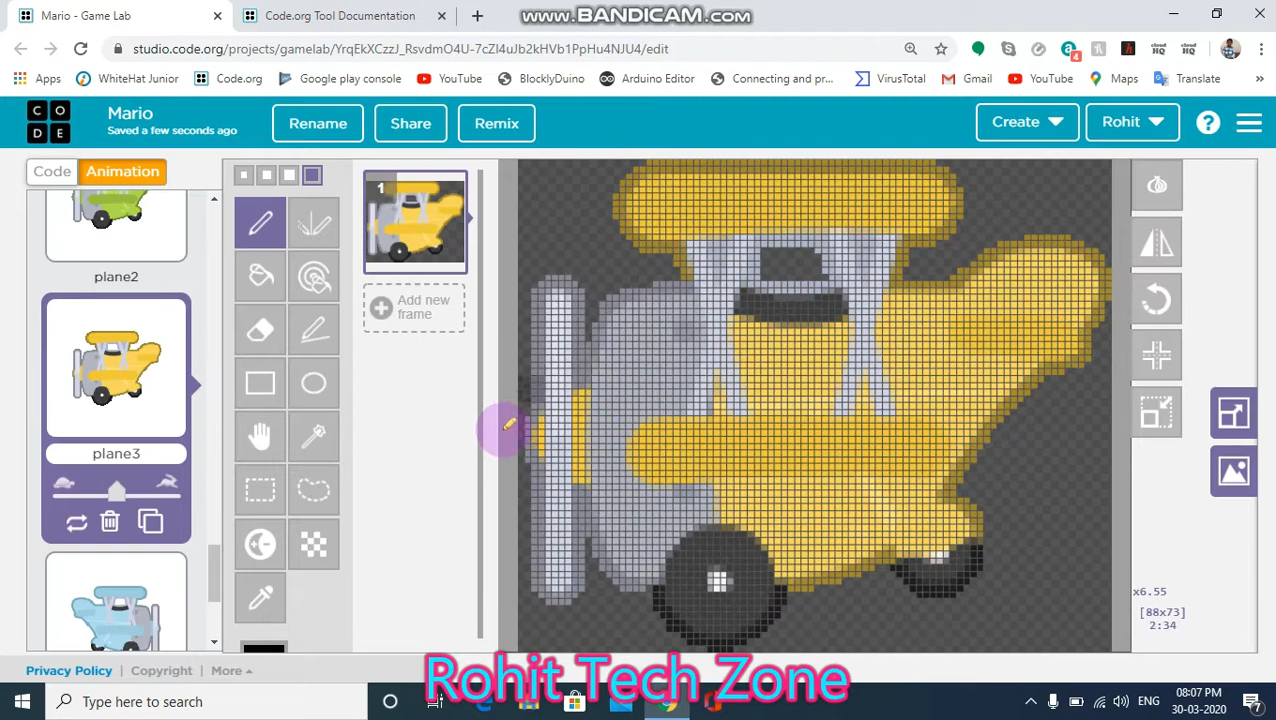 Mario - Game Lab
Code.org Tool Documentation
www.BANDICAM.com
studio.code.org/projects/gamelab/YrqEkXCzzJ_RsvdmO4U-7cZl4uJb2kHVb1PpHu4NJU4/edit
4
Apps
WhiteHat Junior
Code.org
Google play console
YouTube
BlocklyDuino
Arduino Editor
Connecting and pr...
VirusTotal
Gmail
YouTube
Maps
Translate
C O
D E
Mario
Saved a few seconds ago
Rename
Share
Remix
Create
Rohit
Code
Animation
1
plane2
Add new
frame
plane3
x6.55
[88x73]
2:34
Privacy Policy
Copyright
More
Rohit Tech Zone
Type here to search
ENG
08:07 PM
30-03-2020
7